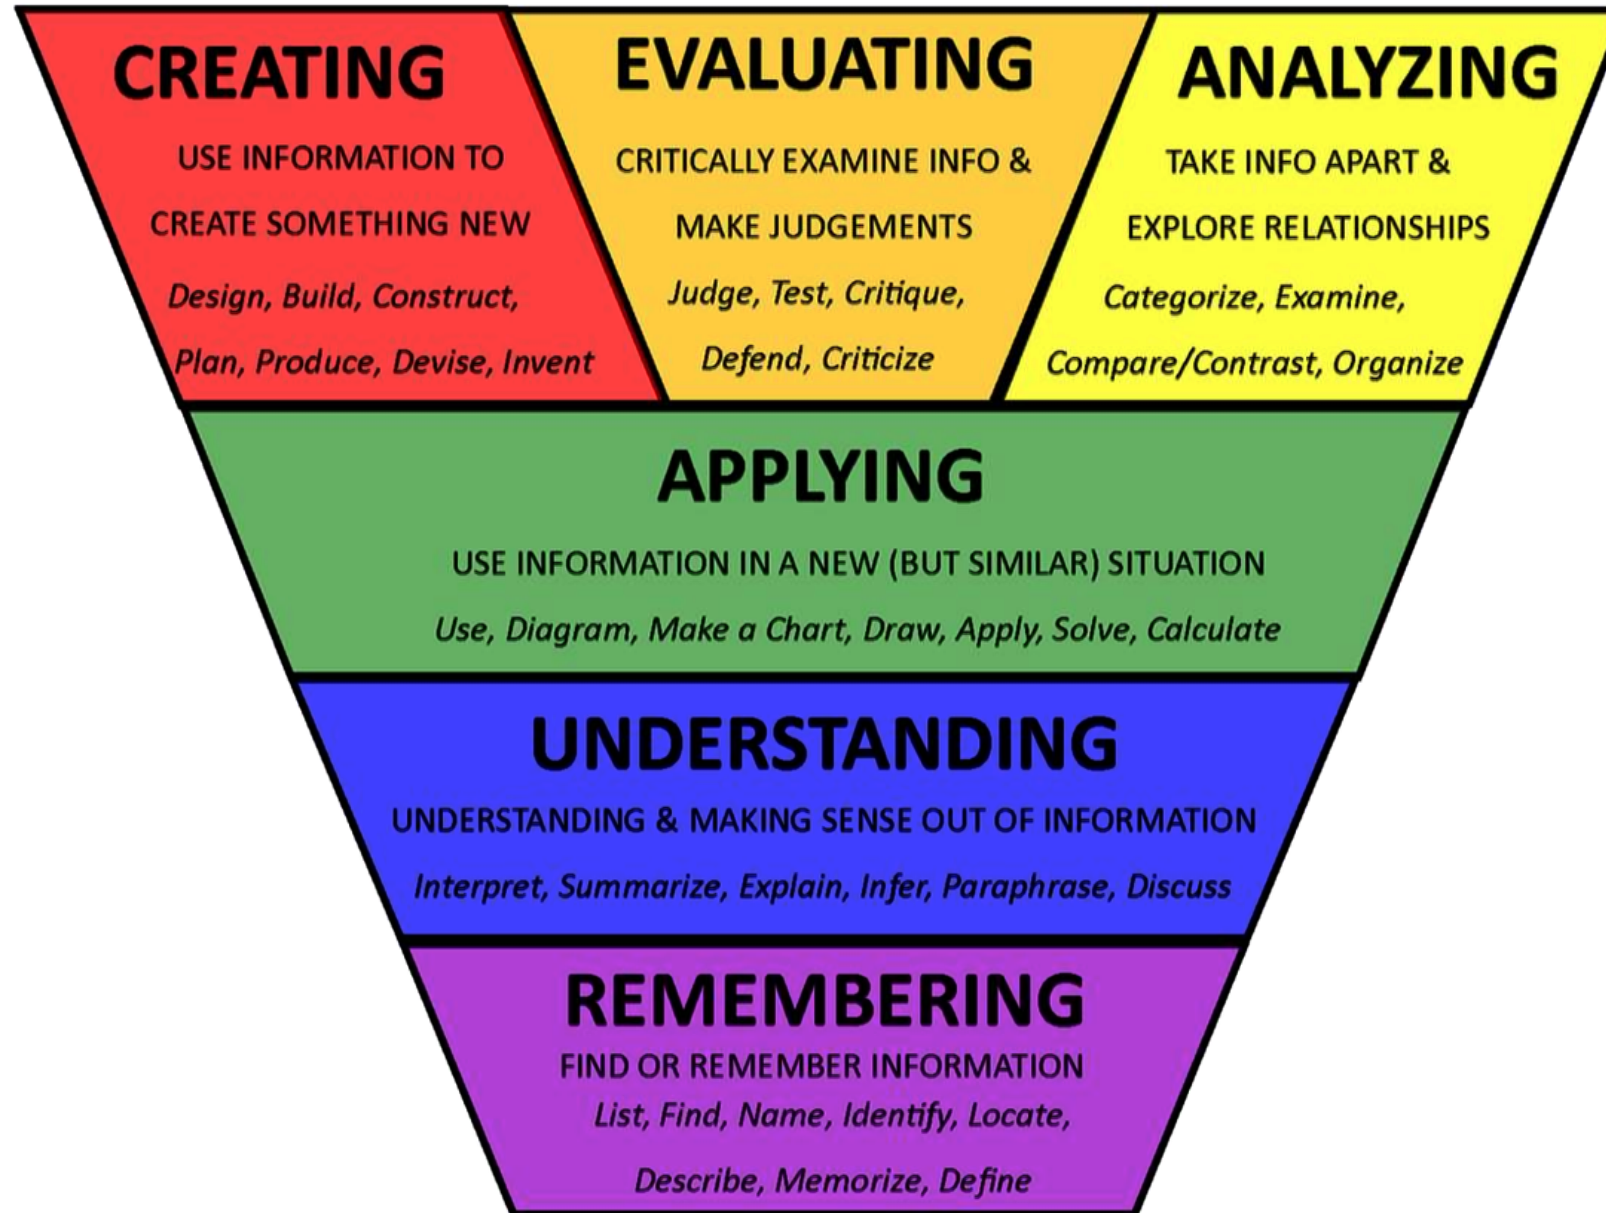 CREATING
USE INFORMATION TO
CREATE SOMETHING NEW
Design, Build, Construct,
Plan, Produce, Devise, Invent
EVALUATING
CRITICALLY EXAMINE INFO &
MAKE JUDGEMENTS
Judge, Test, Critique,
Defend, Criticize
ANALYZING
TAKE INFO APART &
EXPLORE RELATIONSHIPS
Categorize, Examine,
Compare/Contrast, Organize
APPLYING
USE INFORMATION IN A NEW (BUT SIMILAR) SITUATION
Use, Diagram, Make a Chart, Draw, Apply, Solve, Calculate
UNDERSTANDING
UNDERSTANDING & MAKING SENSE OUT OF INFORMATION
Interpret, Summarize, Explain, Infer, Paraphrase, Discuss
REMEMBERING
FIND OR REMEMBER INFORMATION
List, Find, Name, Identify, Locate,
Describe, Memorize, Define